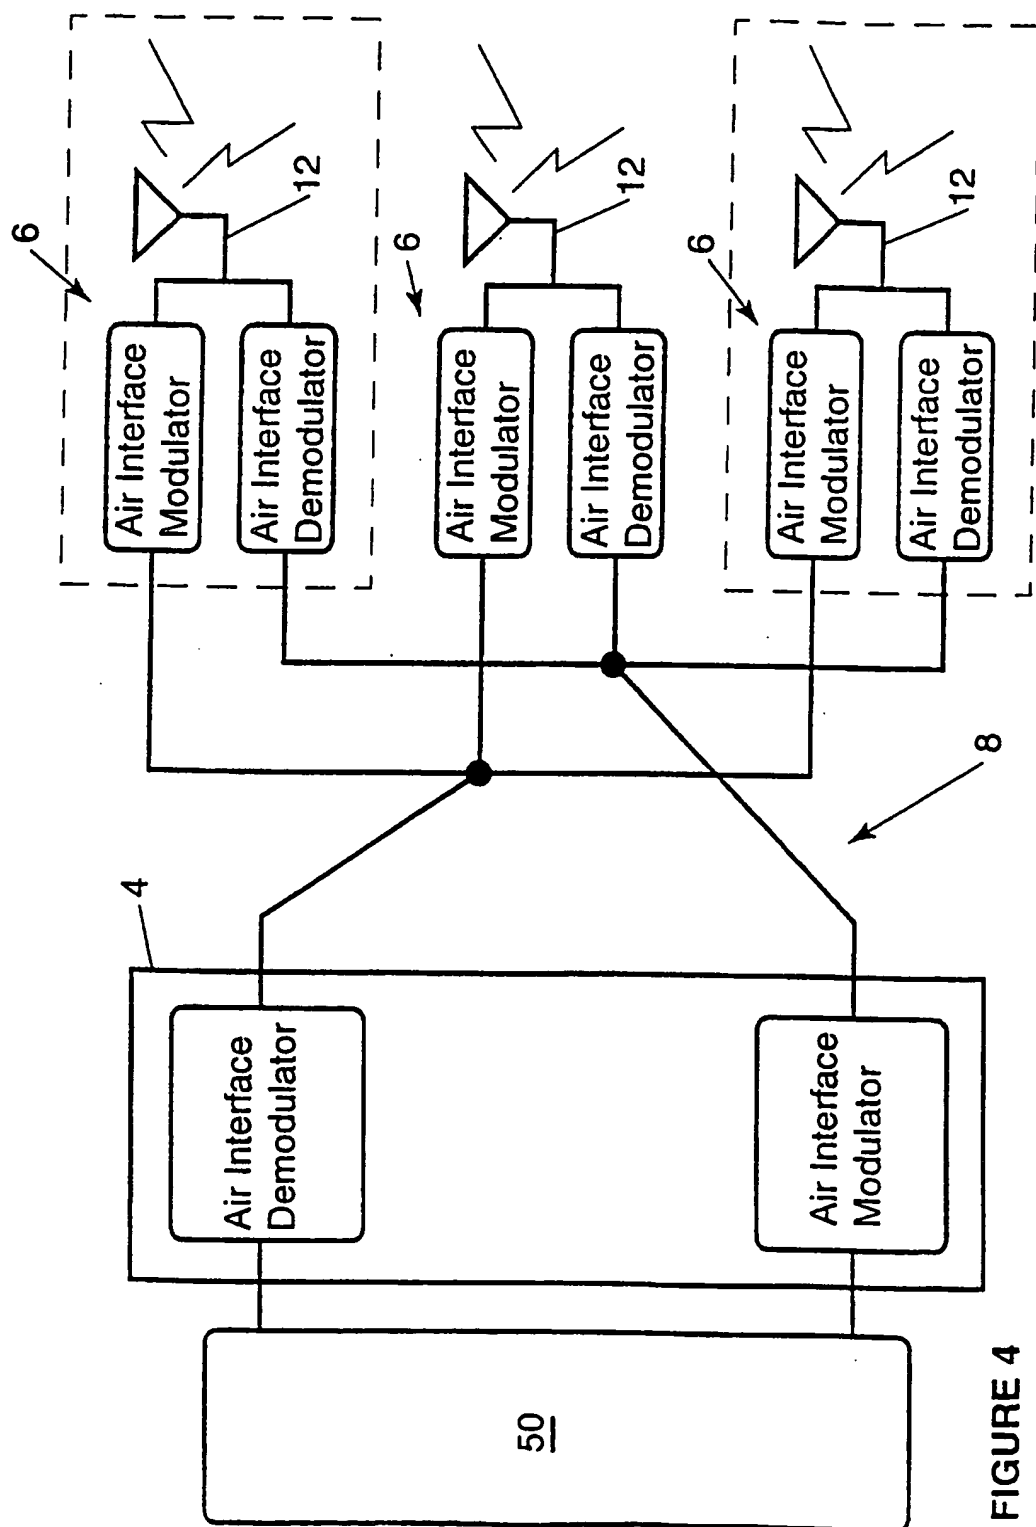 6
4
Air Interface
Modulator
Air Interface
Demodulator
12
Air Interface
Demodulator
6
Air Interface
Modulator
Air Interface
Demodulator
12
50
6
Air Interface
Modulator
Air Interface
Demodulator
12
Air Interface
Modulator
8
FIGURE 4